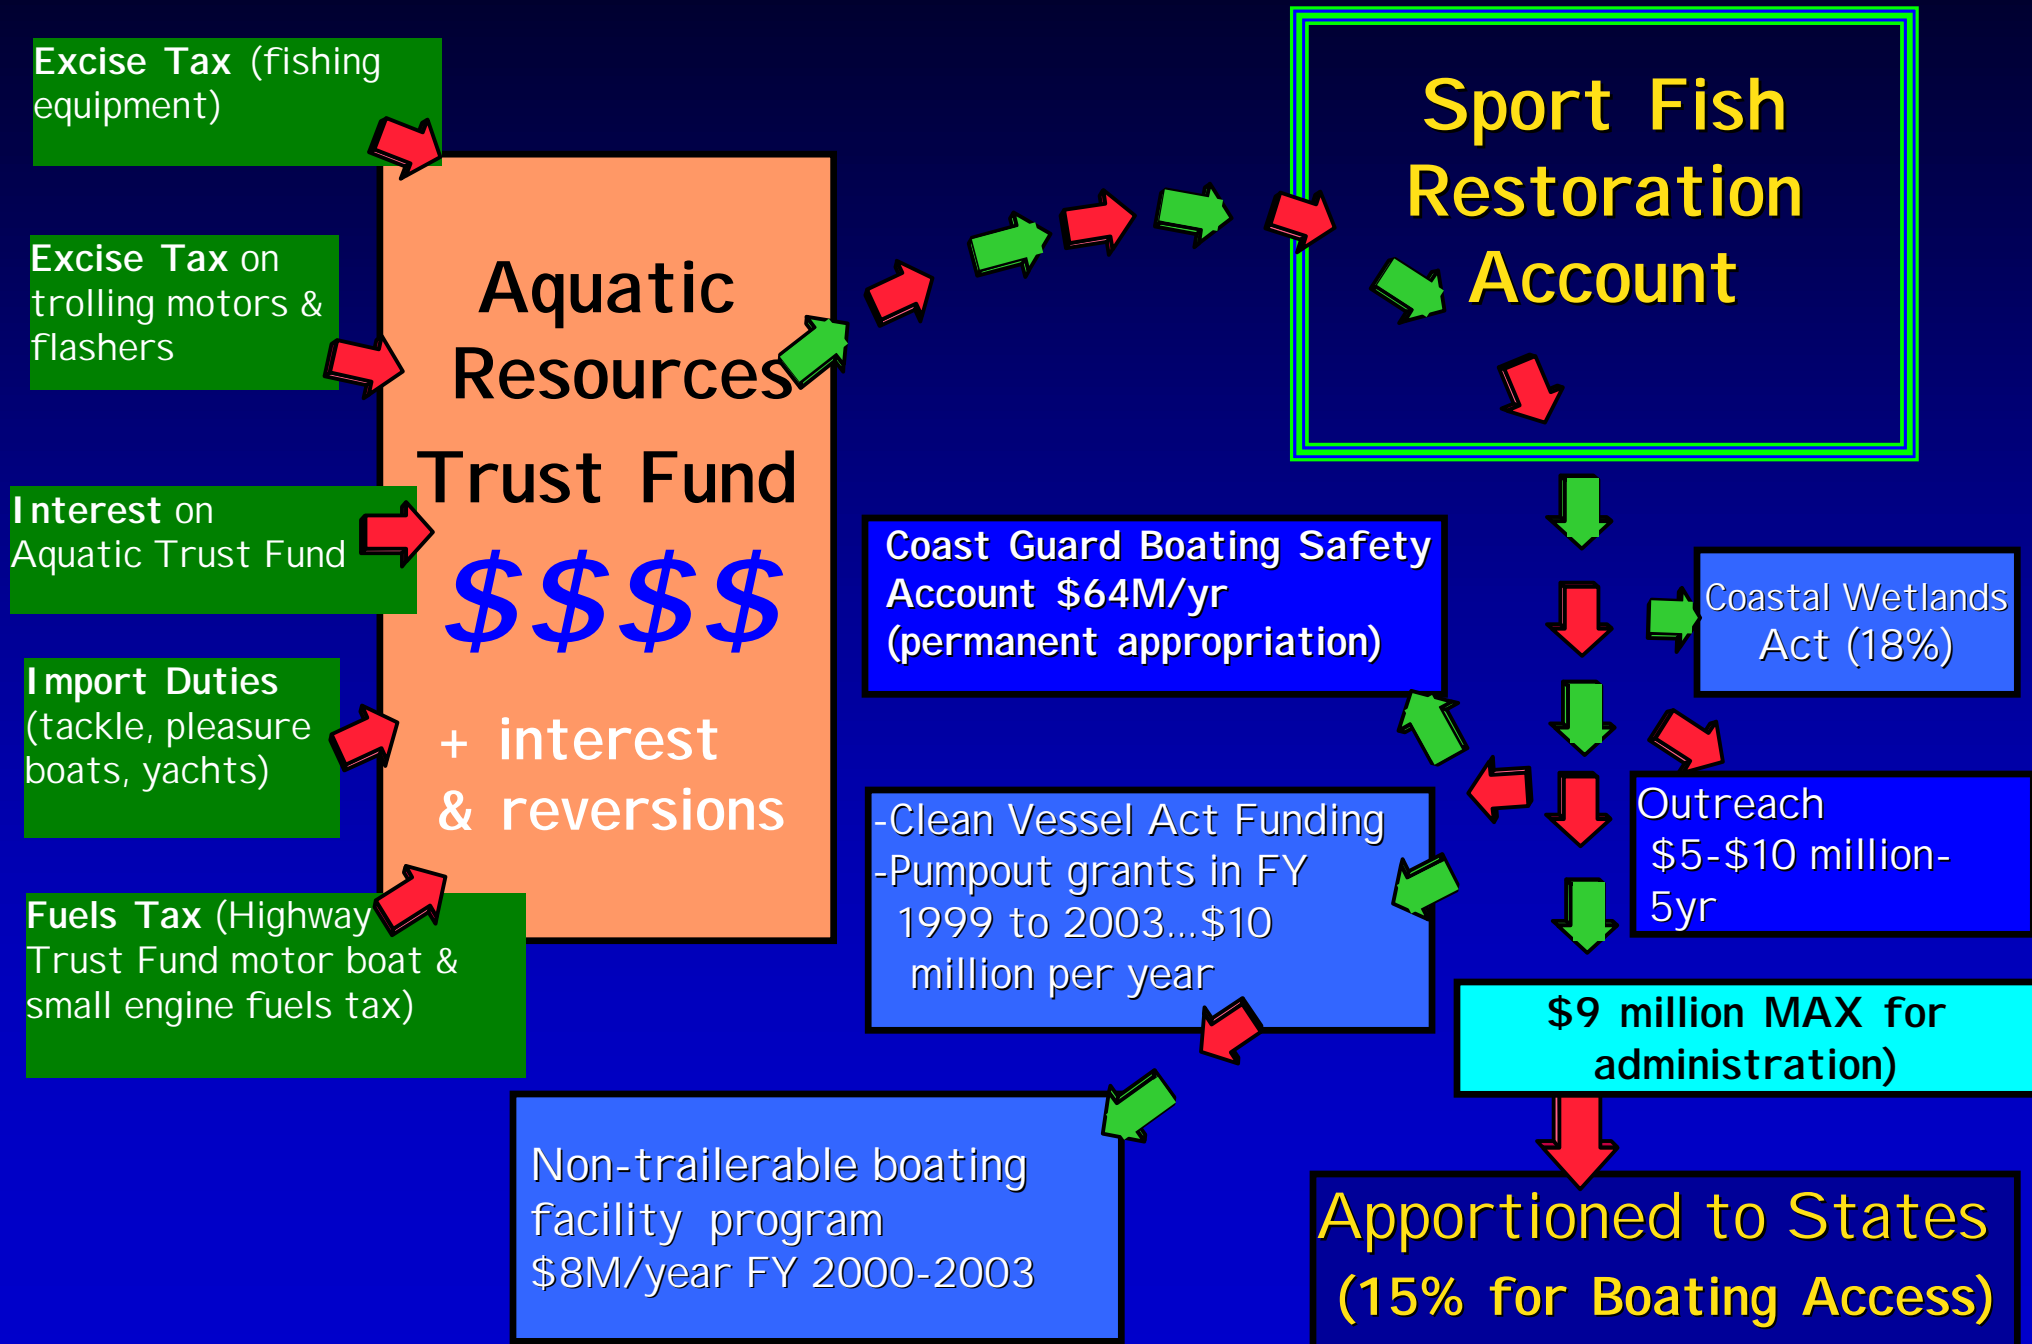 Excise Tax (fishing
equipment)
Excise Tax on
trolling motors &
flashers
Interest on
Aquatic Trust Fund
Import Duties
(tackle, pleasure
boats, yachts)
Fuels Tax (Highway
Trust Fund motor boat &
small engine fuels tax)
Aquatic
Resources
Trust Fund
$$$$
+ interest
& reversions
Sport Fish
Restoration
Account
Coast Guard Boating Safety
Account $64M/yr
(permanent appropriation)
Coastal Wetlands
Act (18%)
-Clean Vessel Act Funding
-Pumpout grants in FY
1999 to 2003...$10
million per year
Outreach
$5-$10 million-
5yr
$9 million MAX for
administration)
Non-trailerable boating
facility program
$8M/year FY 2000-2003
Apportioned to States
(15% for Boating Access)